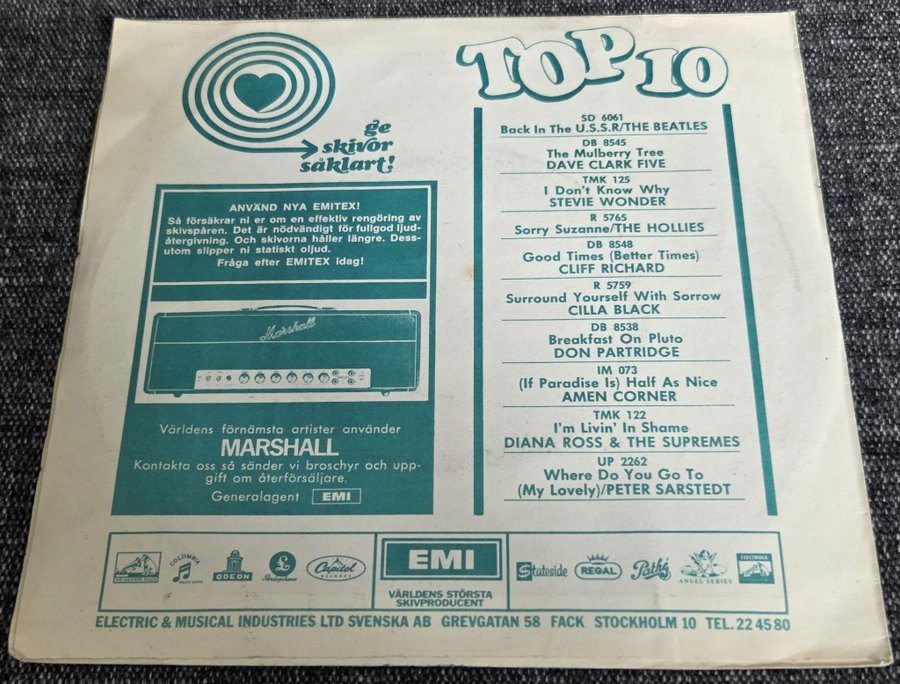 ge
skivor
såklart!
ANVÄND NYA EMITEX!
Så försäkrar ni er om en effektiv rengöring av
skivspåren. Det är nödvändigt för fullgod ljud-
återgivning. Och skivorna håller längre. Dess-
utom slipper ni statiskt oljud.
Fråga efter EMITEX idag!
Marshall
Världens förnämsta artister använder
MARSHALL
Kontakta oss så sänder vi broschyr och upp-
gift om återförsäljare.
Generalagent EMI
TOP 10
SD 6061
Back In The U.S.S.R/THE BEATLES
DB 8545
The Mulberry Tree
DAVE CLARK FIVE
TMK 125
I Don't Know Why
STEVIE WONDER
R 5765
Sorry Suzanne/THE HOLLIES
DB 8548
Good Times (Better Times)
CLIFF RICHARD
R 5759
Surround Yourself With Sorrow
CILLA BLACK
DB 8538
Breakfast On Pluto
DON PARTRIDGE
IM 073
(If Paradise Is) Half As Nice
AMEN CORNER
TMK 122
I'm Livin' In Shame
DIANA ROSS & THE SUPREMES
UP 2262
Where Do You Go To
(My Lovely)/PETER SARSTEDT
HIS MASTER'S VOICE
COLUMBIA
MAGIC NOTES
ODEON
Parlophone
Capitol
RECORDS
EMI
VÄRLDENS STÖRSTA
SKIVPRODUCENT
Stateside
REGAL
Pathé
ANGEL SERIES
ELECTROLA
ELECTRIC & MUSICAL INDUSTRIES LTD SVENSKA AB GREVGATAN 58 FACK STOCKHOLM 10 TEL. 22 45 80